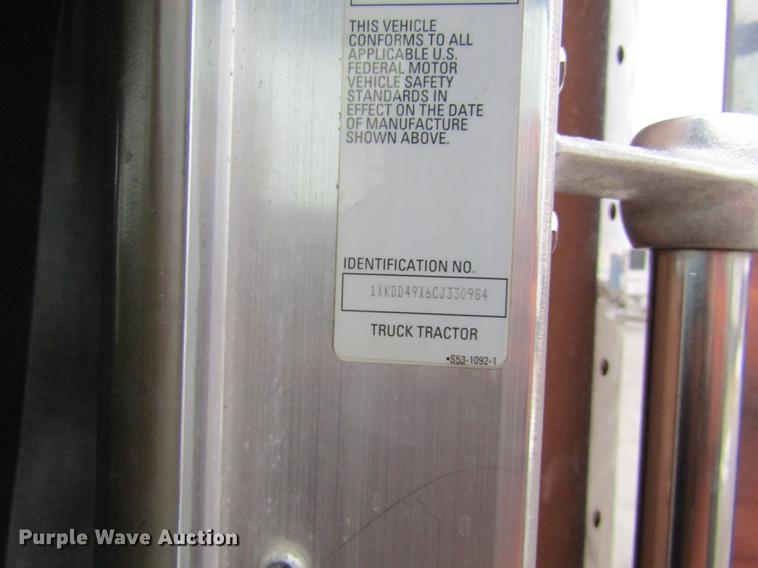 THIS VEHICLE
CONFORMS TO ALL
APPLICABLE U.S.
FEDERAL MOTOR
VEHICLE SAFETY
STANDARDS IN
EFFECT ON THE DATE
OF MANUFACTURE
SHOWN ABOVE.
IDENTIFICATION NO.
1XKDD49X6CJ330984
TRUCK TRACTOR
•S53-1092-1
Purple Wave Auction